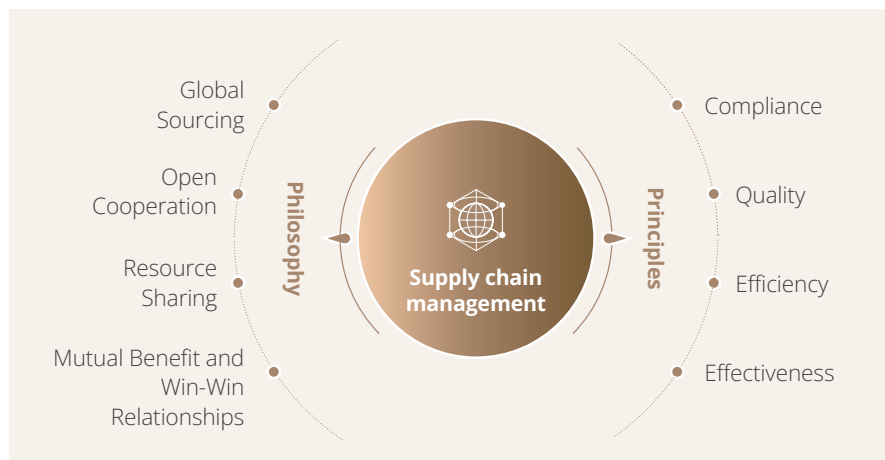 Global
Sourcing
Open
Cooperation
Resource
Sharing
Mutual Benefit and
Win-Win
Relationships
Philosophy
Supply chain
management
Principles
Compliance
Quality
Efficiency
Effectiveness